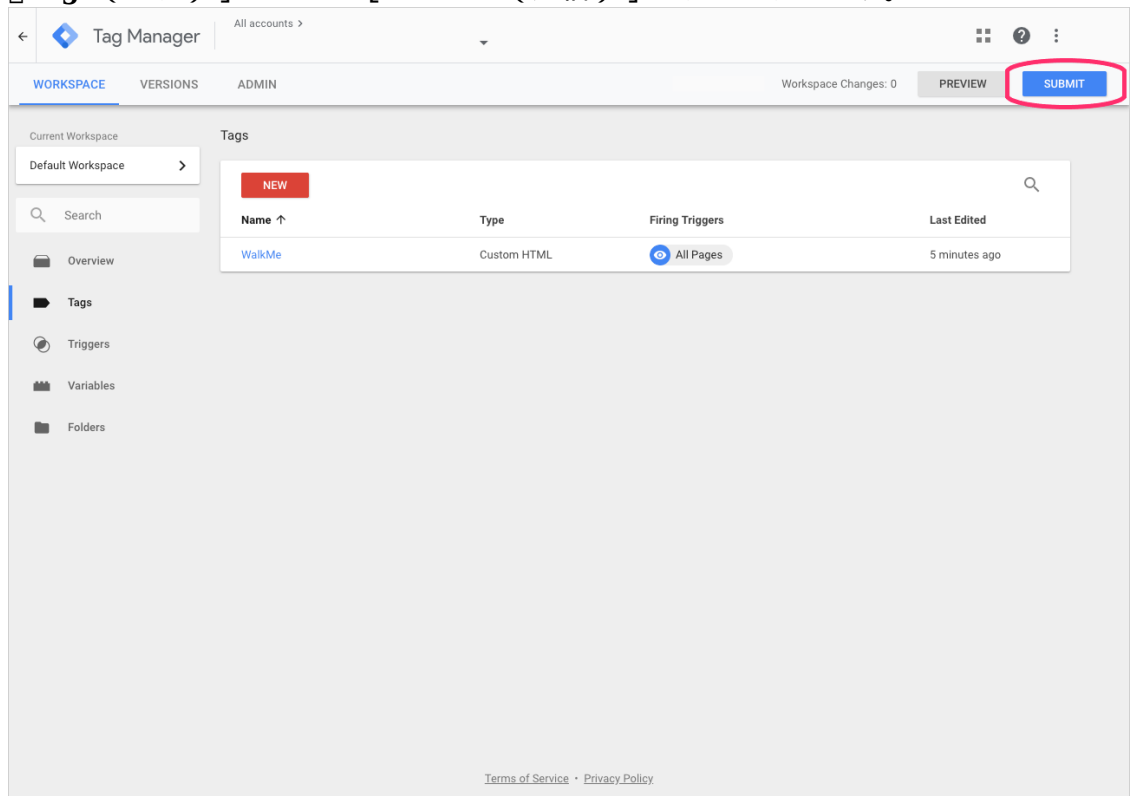 Tag Manager
All accounts >
WORKSPACE VERSIONS ADMIN
Workspace Changes: 0 PREVIEW SUBMIT
Current Workspace
Default Workspace
Search
Overview
Tags
Triggers
Variables
Folders
Tags
NEW
Name ↑ Type Firing Triggers Last Edited
WalkMe Custom HTML All Pages 5 minutes ago
Terms of Service • Privacy Policy